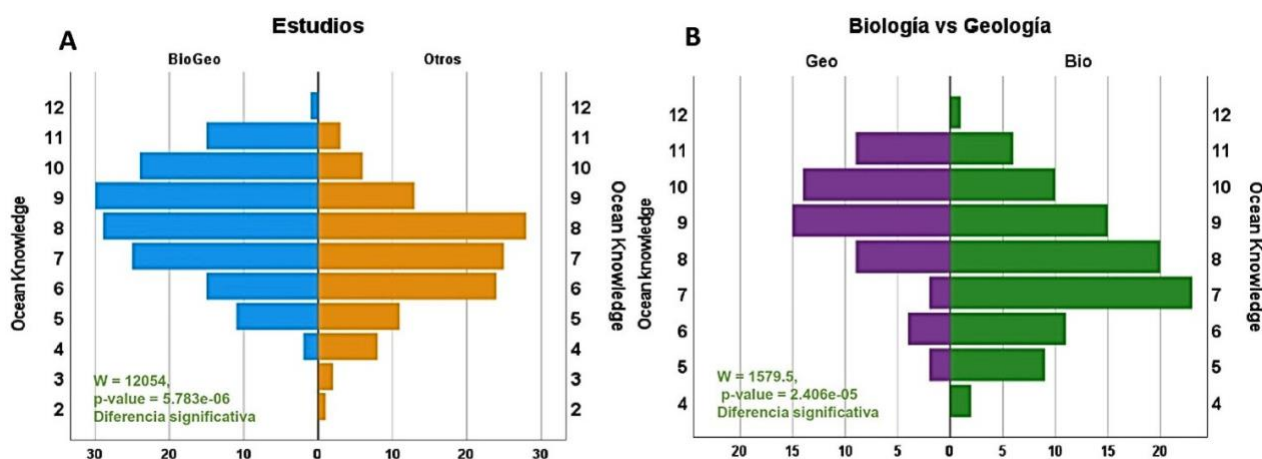 A
Estudios
BioGeo
Otros
12
11
10
9
8
7
6
5
4
3
2
Ocean Knowledge
12
11
10
9
8
7
6
5
4
3
2
Ocean Knowledge
W = 12054,
p-value = 5.783e-06
Diferencia significativa
30 20 10 0 10 20 30
B
Biología vs Geología
Geo
Bio
12
11
10
9
8
7
6
5
4
Ocean knowledge
12
11
10
9
8
7
6
5
4
Ocean Knowledge
W = 1579.5,
p-value = 2.406e-05
Diferencia significativa
20 15 10 5 0 5 10 15 20